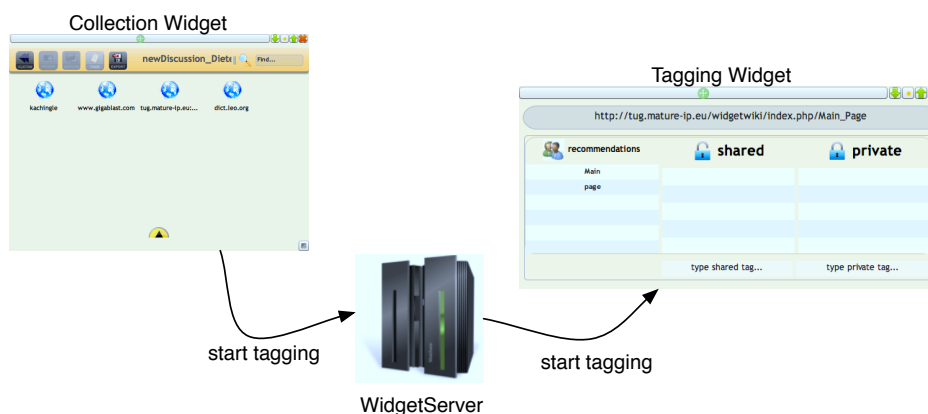 Collection Widget
newDiscussion_Diete
Find...
EXPORT
kachingle
www.gigablast.com
tug.mature-ip.eu:...
dict.leo.org
Tagging Widget
http://tug.mature-ip.eu/widgetwiki/index.php/Main_Page
recommendations
shared
private
Main
page
type shared tag...
type private tag...
start tagging
start tagging
WidgetServer